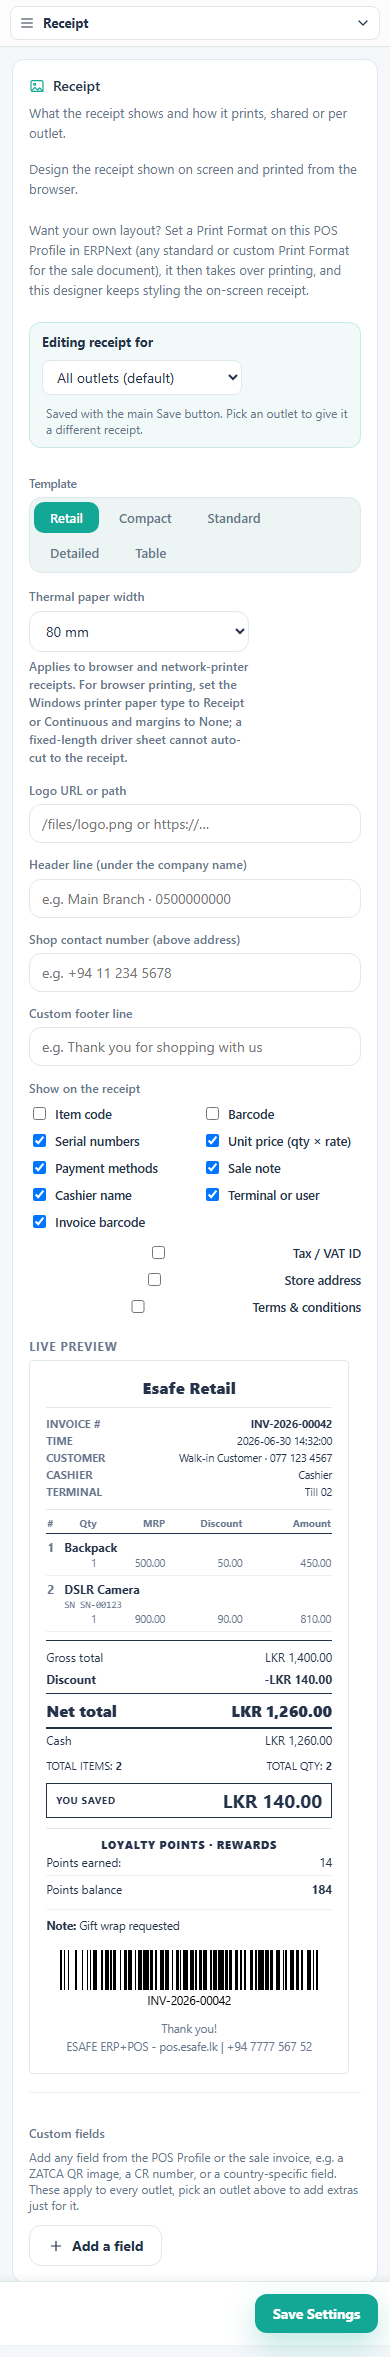 Receipt
Receipt
What the receipt shows and how it prints, shared or per
outlet.
Design the receipt shown on screen and printed from the
browser.
Want your own layout? Set a Print Format on this POS
Profile in ERPNext (any standard or custom Print Format
for the sale document), it then takes over printing, and
this designer keeps styling the on-screen receipt.
Editing receipt for
All outlets (default)
Saved with the main Save button. Pick an outlet to give it
a different receipt.
Template
Retail Compact Standard
Detailed Table
Thermal paper width
80 mm
Applies to browser and network-printer
receipts. For browser printing, set the
Windows printer paper type to Receipt
or Continuous and margins to None; a
fixed-length driver sheet cannot auto-
cut to the receipt.
Logo URL or path
/files/logo.png or https://...
Header line (under the company name)
e.g. Main Branch · 0500000000
Shop contact number (above address)
e.g. +94 11 234 5678
Custom footer line
e.g. Thank you for shopping with us
Show on the receipt
Item code Barcode
Serial numbers Unit price (qty × rate)
Payment methods Sale note
Cashier name Terminal or user
Invoice barcode
Tax / VAT ID
Store address
Terms & conditions
LIVE PREVIEW
Esafe Retail
INVOICE # INV-2026-00042
TIME 2026-06-30 14:32:00
CUSTOMER Walk-in Customer · 077 123 4567
CASHIER Cashier
TERMINAL Till 02
# Qty MRP Discount Amount
1 Backpack
1 500.00 50.00 450.00
2 DSLR Camera
SN SN-00123
1 900.00 90.00 810.00
Gross total LKR 1,400.00
Discount -LKR 140.00
Net total LKR 1,260.00
Cash LKR 1,260.00
TOTAL ITEMS: 2 TOTAL QTY: 2
YOU SAVED LKR 140.00
LOYALTY POINTS · REWARDS
Points earned: 14
Points balance 184
Note: Gift wrap requested
INV-2026-00042
Thank you!
ESAFE ERP+POS - pos.esafe.lk | +94 7777 567 52
Custom fields
Add any field from the POS Profile or the sale invoice, e.g. a
ZATCA QR image, a CR number, or a country-specific field.
These apply to every outlet, pick an outlet above to add extras
just for it.
+ Add a field
Save Settings